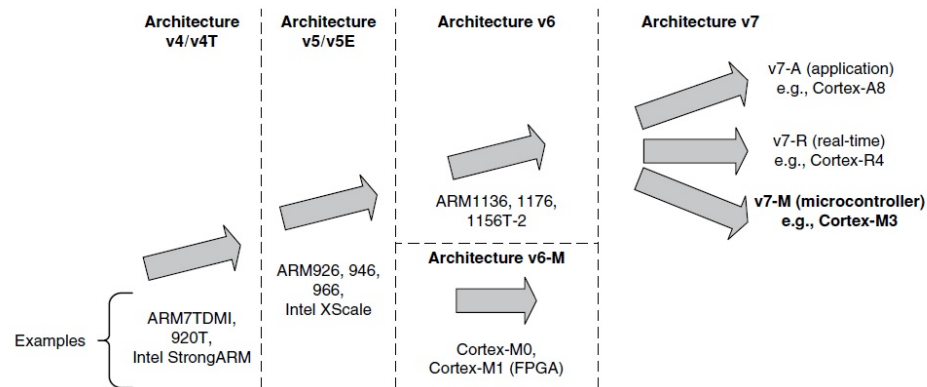 Architecture
v4/v4T
Architecture
v5/v5E
Architecture v6
Architecture v7
v7-A (application)
e.g., Cortex-A8
v7-R (real-time)
e.g., Cortex-R4
v7-M (microcontroller)
e.g., Cortex-M3
ARM1136, 1176,
1156T-2
Architecture v6-M
ARM926, 946,
966,
Intel XScale
Examples
ARM7TDMI,
920T,
Intel StrongARM
Cortex-M0,
Cortex-M1 (FPGA)